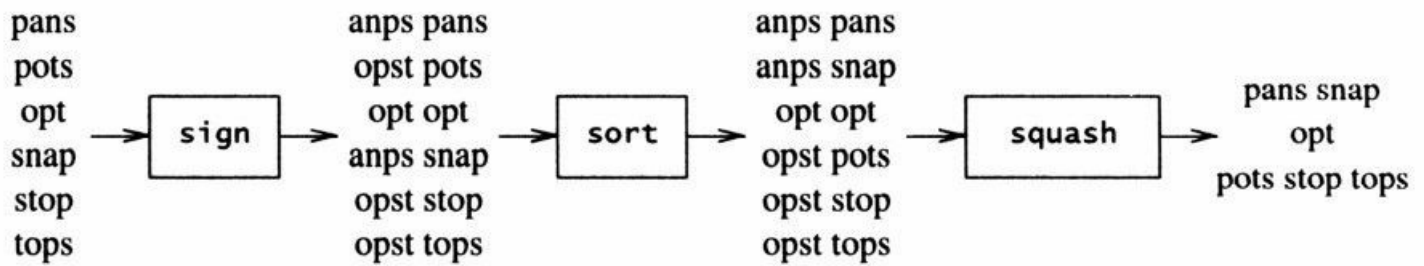 pans
pots
opt
snap
stop
tops
sign
anps pans
opst pots
opt opt
anps snap
opst stop
opst tops
sort
anps pans
anps snap
opt opt
opst pots
opst stop
opst tops
squash
pans snap
opt
pots stop tops